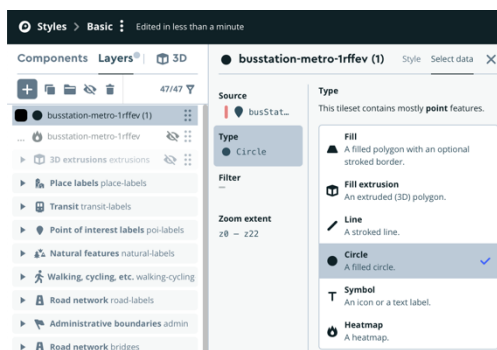 Styles > Basic Edited in less than a minute
Components Layers 3D
47/47
busstation-metro-1rffev (1)
... busstation-metro-1rffev
3D extrusions extrusions
Place labels place-labels
Transit transit-labels
Point of interest labels poi-labels
Natural features natural-labels
Walking, cycling, etc. walking-cycling
Road network road-labels
Administrative boundaries admin
Road network bridges
busstation-metro-1rffev (1) Style Select data X
Source
busStat...
Type
Circle
Filter
—
Zoom extent
z0 — z22
Type
This tileset contains mostly point features.
Fill
A filled polygon with an optional
stroked border.
Fill extrusion
An extruded (3D) polygon.
Line
A stroked line.
Circle
A filled circle.
Symbol
An icon or a text label.
Heatmap
A heatmap.